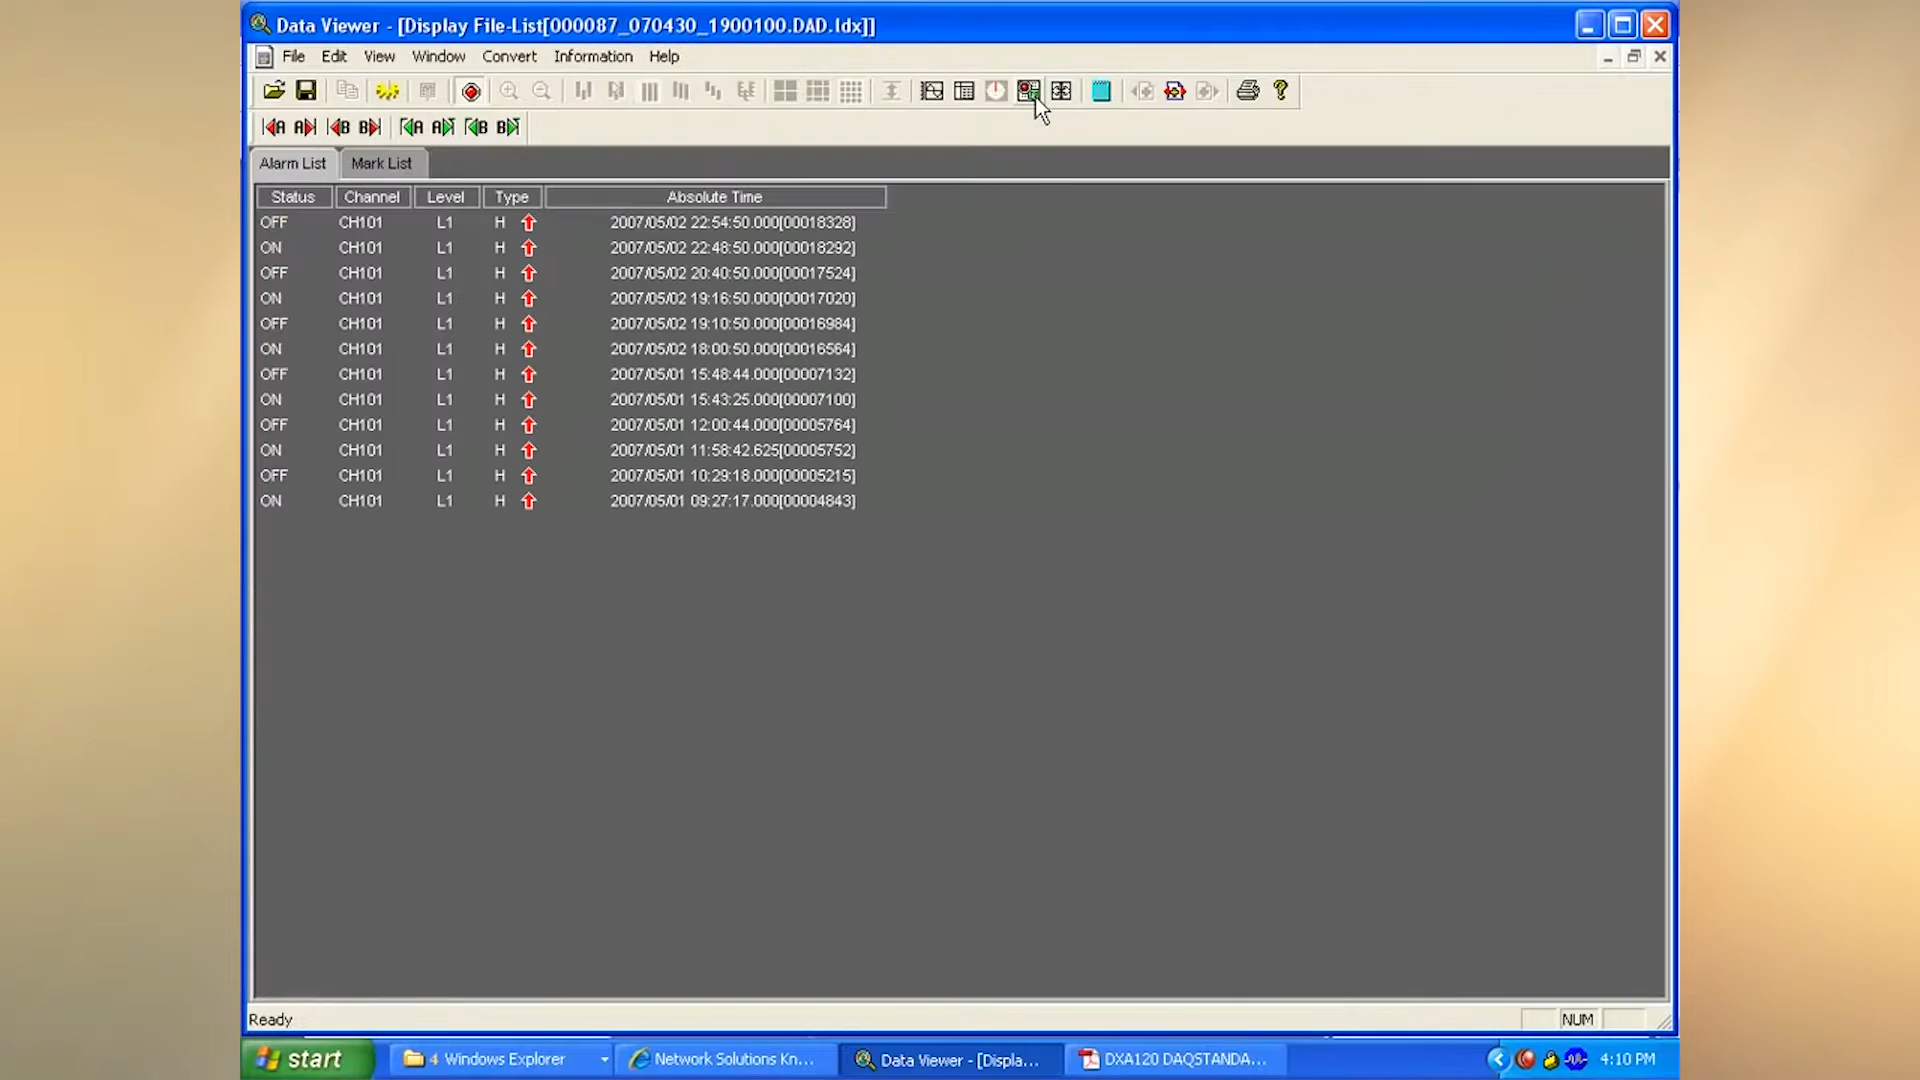 Data Viewer - [Display File-List[000087_070430_1900100.DAD.Idx]]
File Edit View Window Convert Information Help
A A B B A A B B
Alarm List Mark List
Status Channel Level Type Absolute Time
OFF CH101 L1 H 2007/05/02 22:54:50.000[00018328]
ON CH101 L1 H 2007/05/02 22:48:50.000[00018292]
OFF CH101 L1 H 2007/05/02 20:40:50.000[00017524]
ON CH101 L1 H 2007/05/02 19:16:50.000[00017020]
OFF CH101 L1 H 2007/05/02 19:10:50.000[00016984]
ON CH101 L1 H 2007/05/02 18:00:50.000[00016564]
OFF CH101 L1 H 2007/05/01 15:48:44.000[00007132]
ON CH101 L1 H 2007/05/01 15:43:25.000[00007100]
OFF CH101 L1 H 2007/05/01 12:00:44.000[00005764]
ON CH101 L1 H 2007/05/01 11:58:42.625[00005752]
OFF CH101 L1 H 2007/05/01 10:29:18.000[00005215]
ON CH101 L1 H 2007/05/01 09:27:17.000[00004843]
Ready NUM
start 4 Windows Explorer Network Solutions Kn... Data Viewer - [Displa... DXA120 DAQSTANDA... 4:10 PM